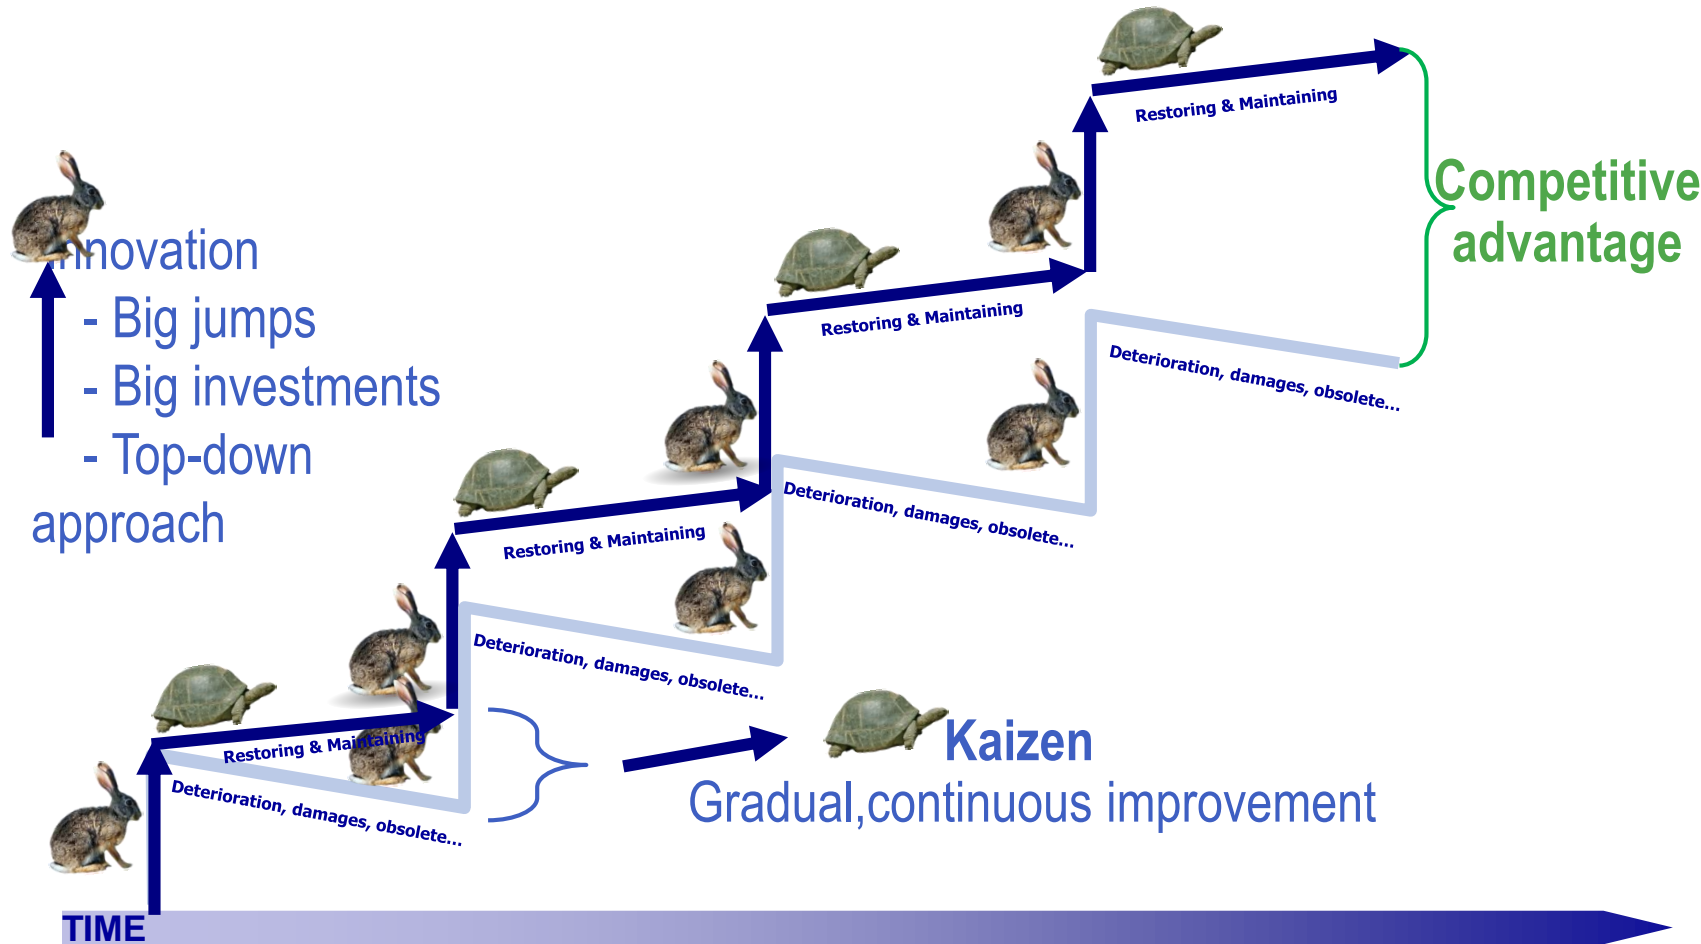 Restoring & Maintaining
Competitive
advantage
Innovation
- Big jumps
- Big investments
- Top-down
approach
Restoring & Maintaining
Deterioration, damages, obsolete...
Restoring & Maintaining
Deterioration, damages, obsolete...
Restoring & Maintaining
Deterioration, damages, obsolete...
Deterioration, damages, obsolete...
Kaizen
Gradual,continuous improvement
TIME